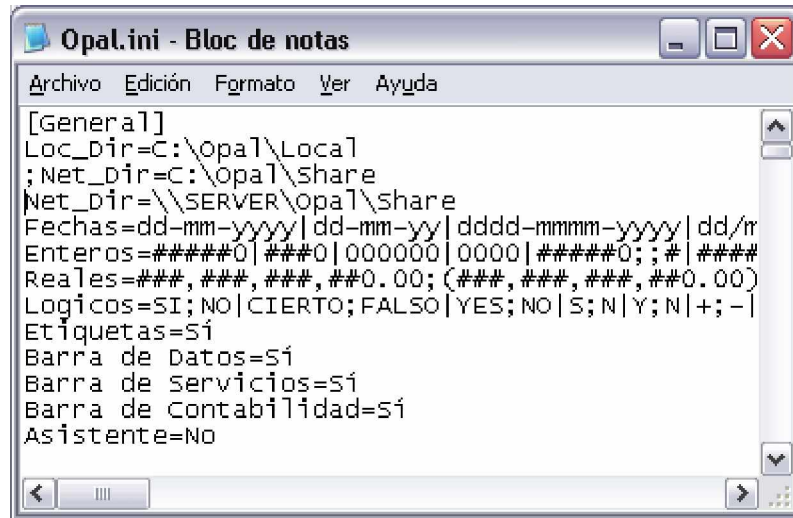 Opal.ini - Bloc de notas
Archivo Edición Formato Ver Ayuda
[General]
Loc_Dir=C:\Opal\Local
;Net_Dir=C:\Opal\Share
Net_Dir=\\SERVER\Opal\Share
Fechas=dd-mm-yyyy|dd-mm-yy|dddd-mmmm-yyyy|dd/m
Enteros=#####0|###0|000000|0000|#####0;;#|####
Reales=###,###,###,##0.00;(###,###,###,##0.00)
Logicos=SI;NO|CIERTO;FALSO|YES;NO|S;N|Y;N|+;-|
Etiquetas=Sí
Barra de Datos=Sí
Barra de Servicios=Sí
Barra de Contabilidad=Sí
Asistente=No